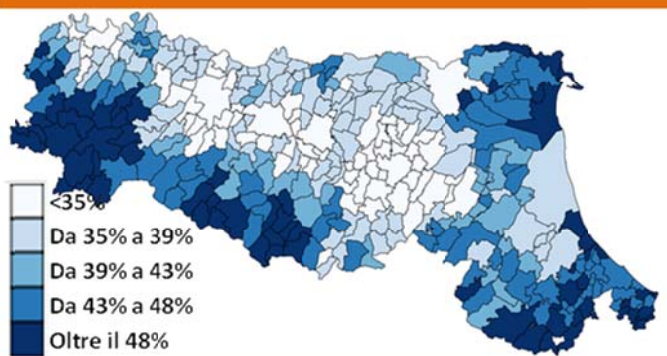 <35%
Da 35% a 39%
Da 39% a 43%
Da 43% a 48%
Oltre il 48%